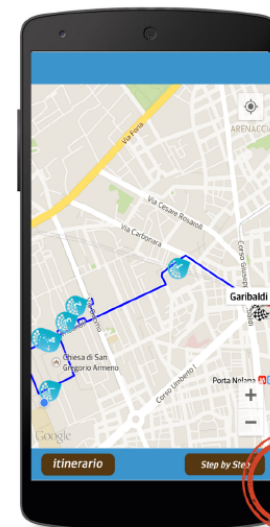 ARENACCIA
Via Foria
Via Cesare Rosaroll
Via Carbonara
Corso Giuseppe
Garibaldi
Chiesa di San
Gregorio Armeno
Corso Umberto I
Porta Nolana
+
−
Google
itinerario
Step by Step